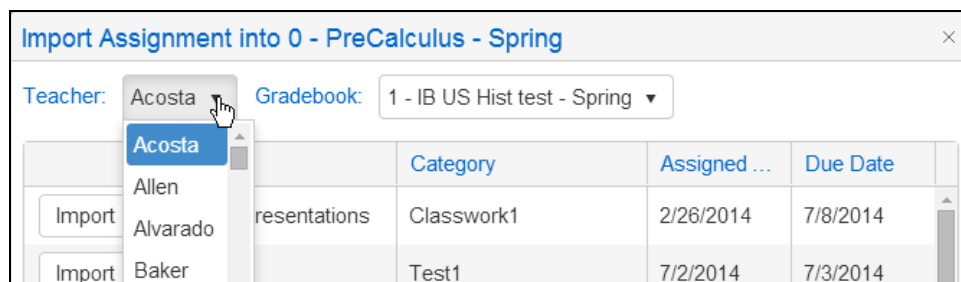 Import Assignment into 0 - PreCalculus - Spring
Teacher: Acosta Gradebook: 1 - IB US Hist test - Spring
Acosta
Allen
Alvarado
Baker
Category Assigned ... Due Date
Import Classwork1 2/26/2014 7/8/2014
Import Test1 7/2/2014 7/3/2014